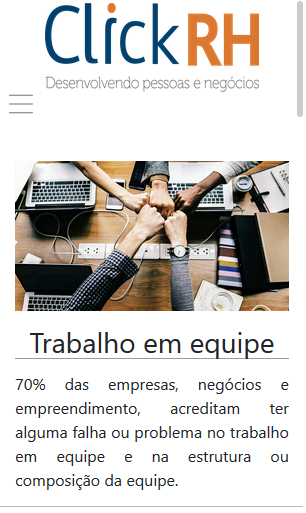 ClickRH
Desenvolvendo pessoas e negócios
Trabalho em equipe
70% das empresas, negócios e
empreendimento, acreditam ter
alguma falha ou problema no trabalho
em equipe e na estrutura ou
composição da equipe.